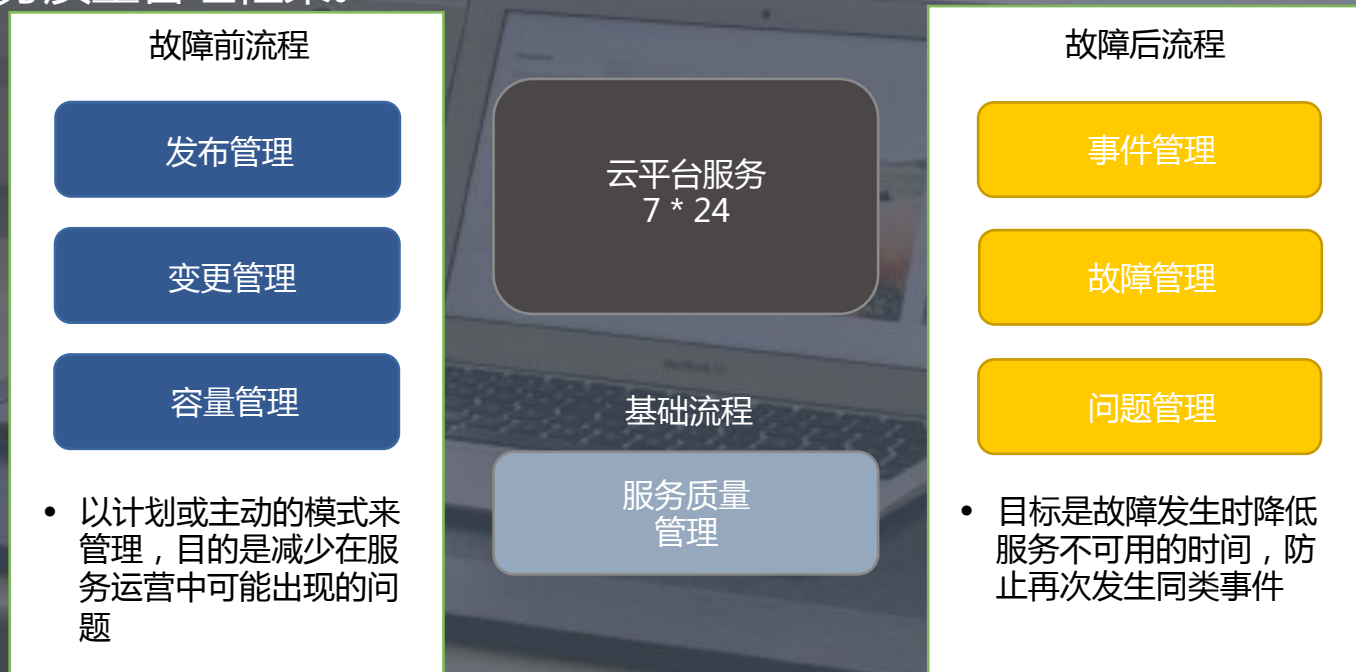 故障前流程
发布管理
变更管理
容量管理
• 以计划或主动的模式来
管理，目的是减少在服
务运营中可能出现的问
题
云平台服务
7 * 24
基础流程
服务质量
管理
故障后流程
事件管理
故障管理
问题管理
• 目标是故障发生时降低
服务不可用的时间，防
止再次发生同类事件